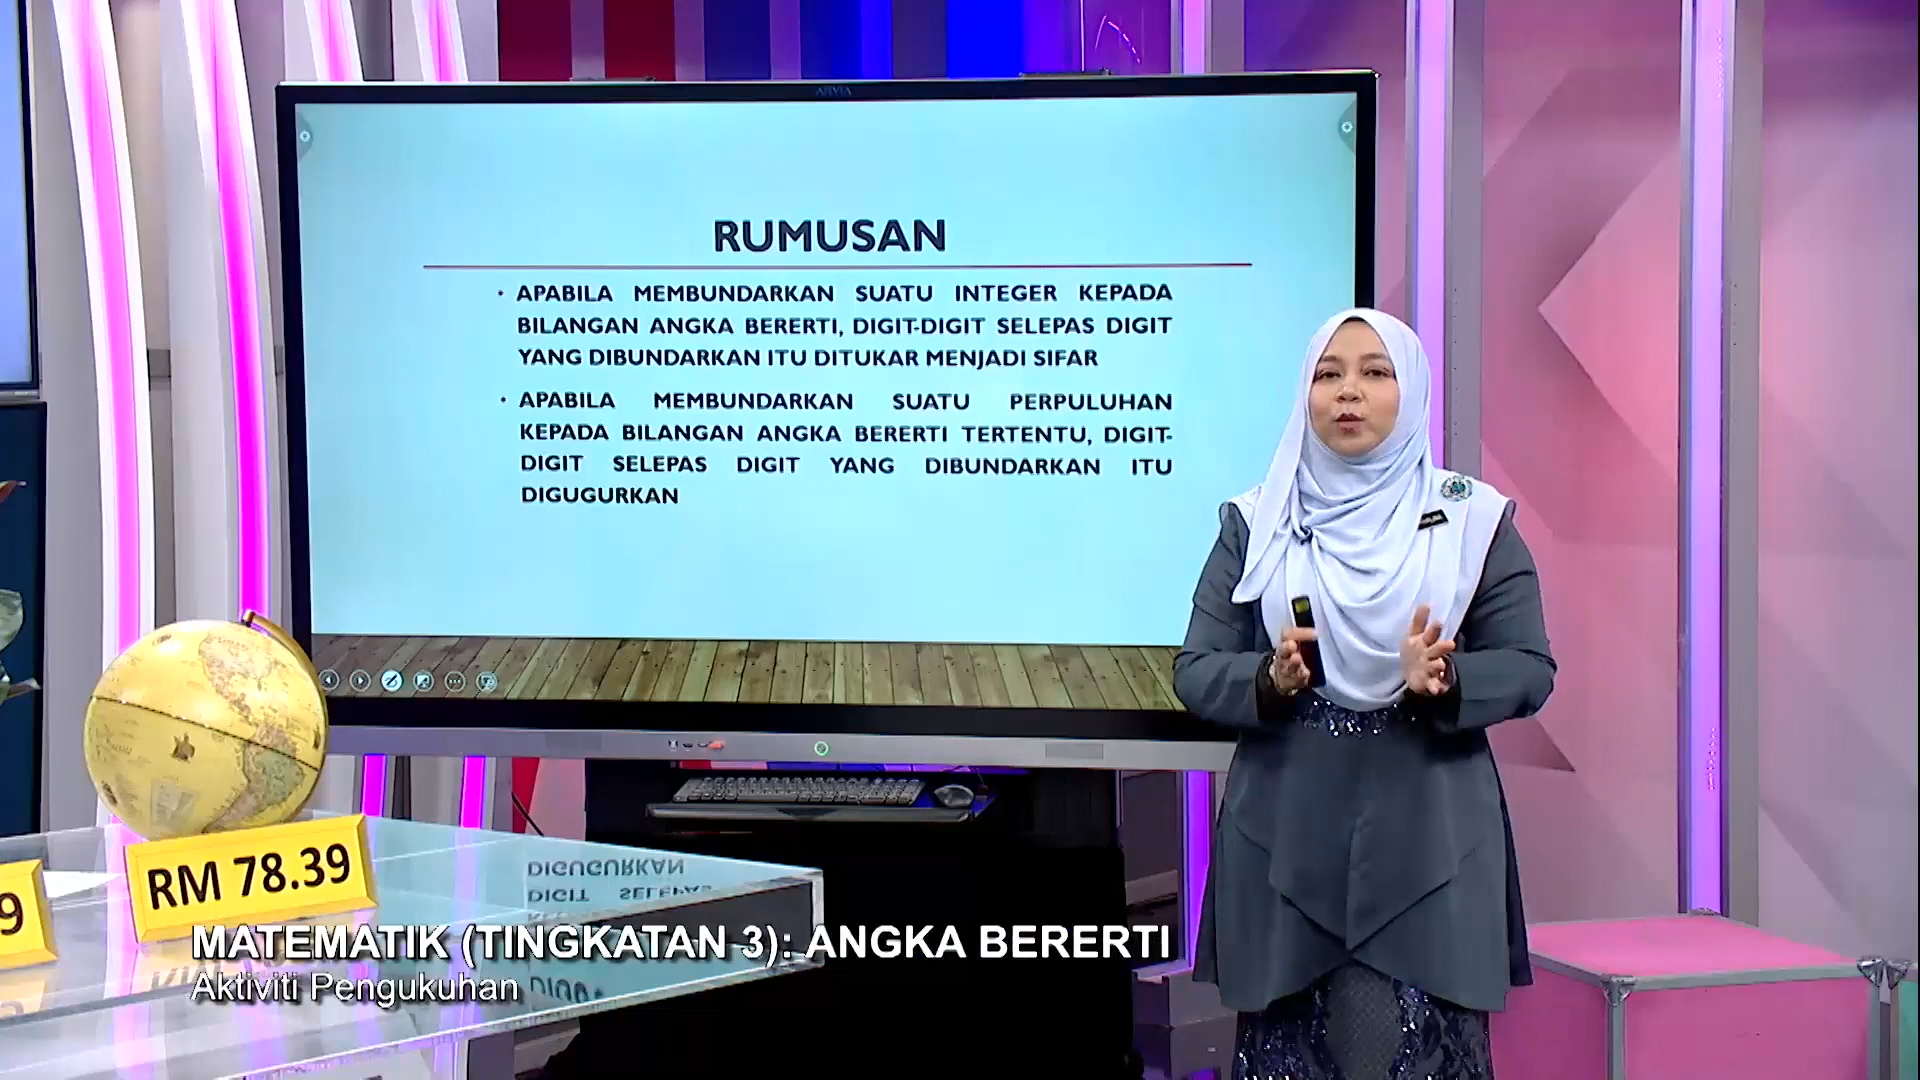 RUMUSAN
• APABILA MEMBUNDARKAN SUATU INTEGER KEPADA
BILANGAN ANGKA BERERTI, DIGIT-DIGIT SELEPAS DIGIT
YANG DIBUNDARKAN ITU DITUKAR MENJADI SIFAR
• APABILA MEMBUNDARKAN SUATU PERPULUHAN
KEPADA BILANGAN ANGKA BERERTI TERTENTU, DIGIT-
DIGIT SELEPAS DIGIT YANG DIBUNDARKAN ITU
DIGUGURKAN
9
RM 78.39
MATEMATIK (TINGKATAN 3): ANGKA BERERTI
Aktiviti Pengukuhan